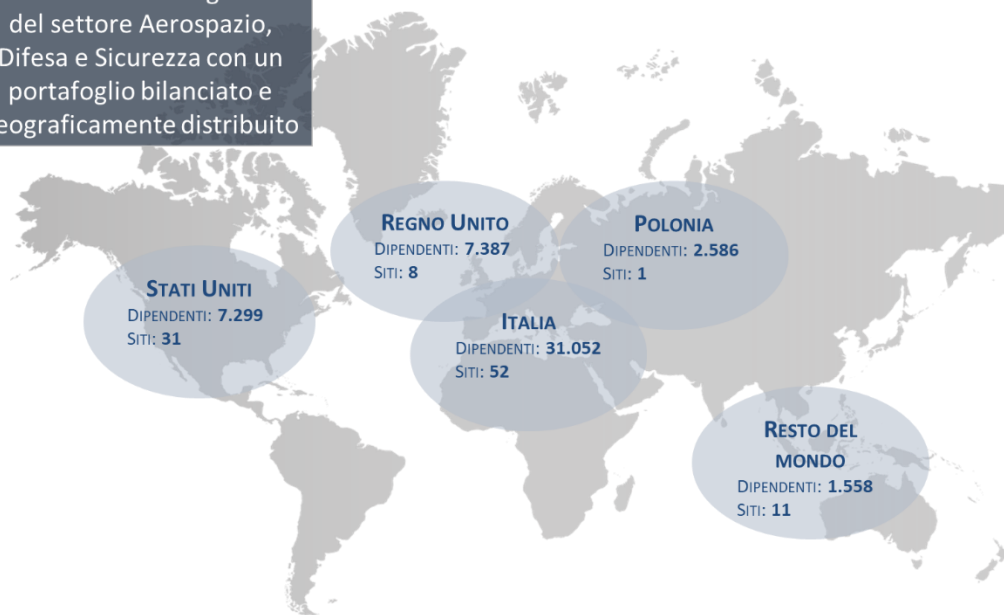 del settore Aerospazio,
Difesa e Sicurezza con un
portafoglio bilanciato e
eograficamente distribuito
REGNO UNITO
DIPENDENTI: 7.387
SITI: 8
POLONIA
DIPENDENTI: 2.586
SITI: 1
STATI UNITI
DIPENDENTI: 7.299
SITI: 31
ITALIA
DIPENDENTI: 31.052
SITI: 52
RESTO DEL
MONDO
DIPENDENTI: 1.558
SITI: 11